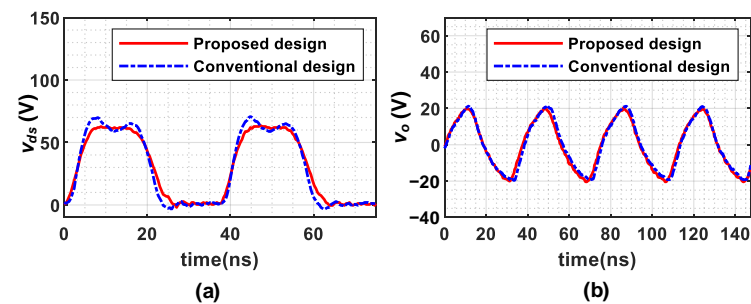 150
100
50
0
v_ds (V)
Proposed design
Conventional design
0 20 40 60
time(ns)
(a)
60
40
20
0
-20
-40
v_o (V)
Proposed design
Conventional design
0 20 40 60 80 100 120 140
time(ns)
(b)